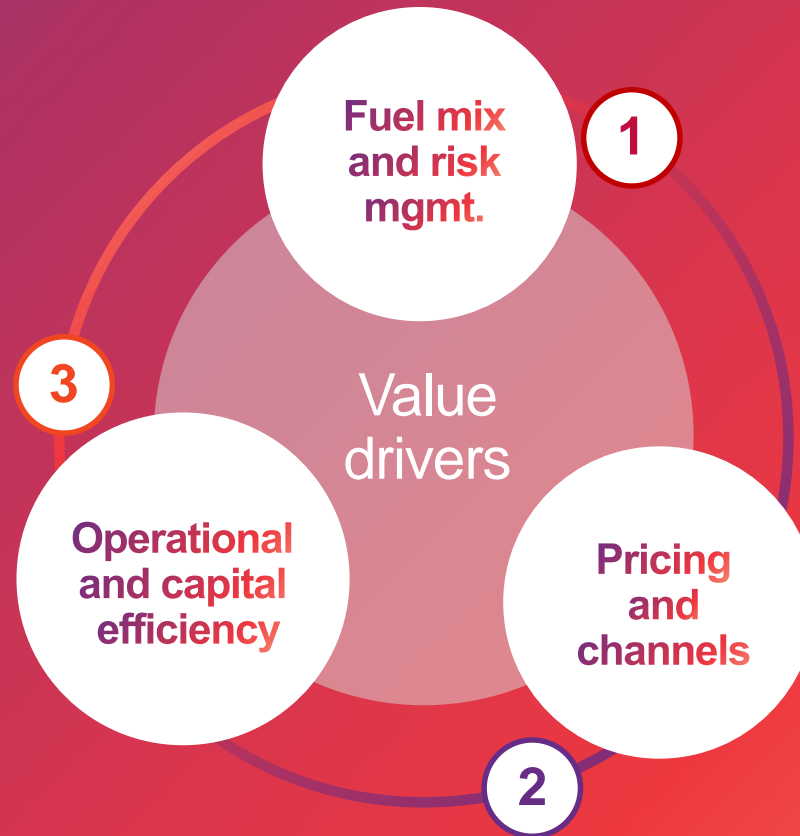 Fuel mix
and risk
mgmt.
1
Value
drivers
3
Operational
and capital
efficiency
Pricing
and
channels
2